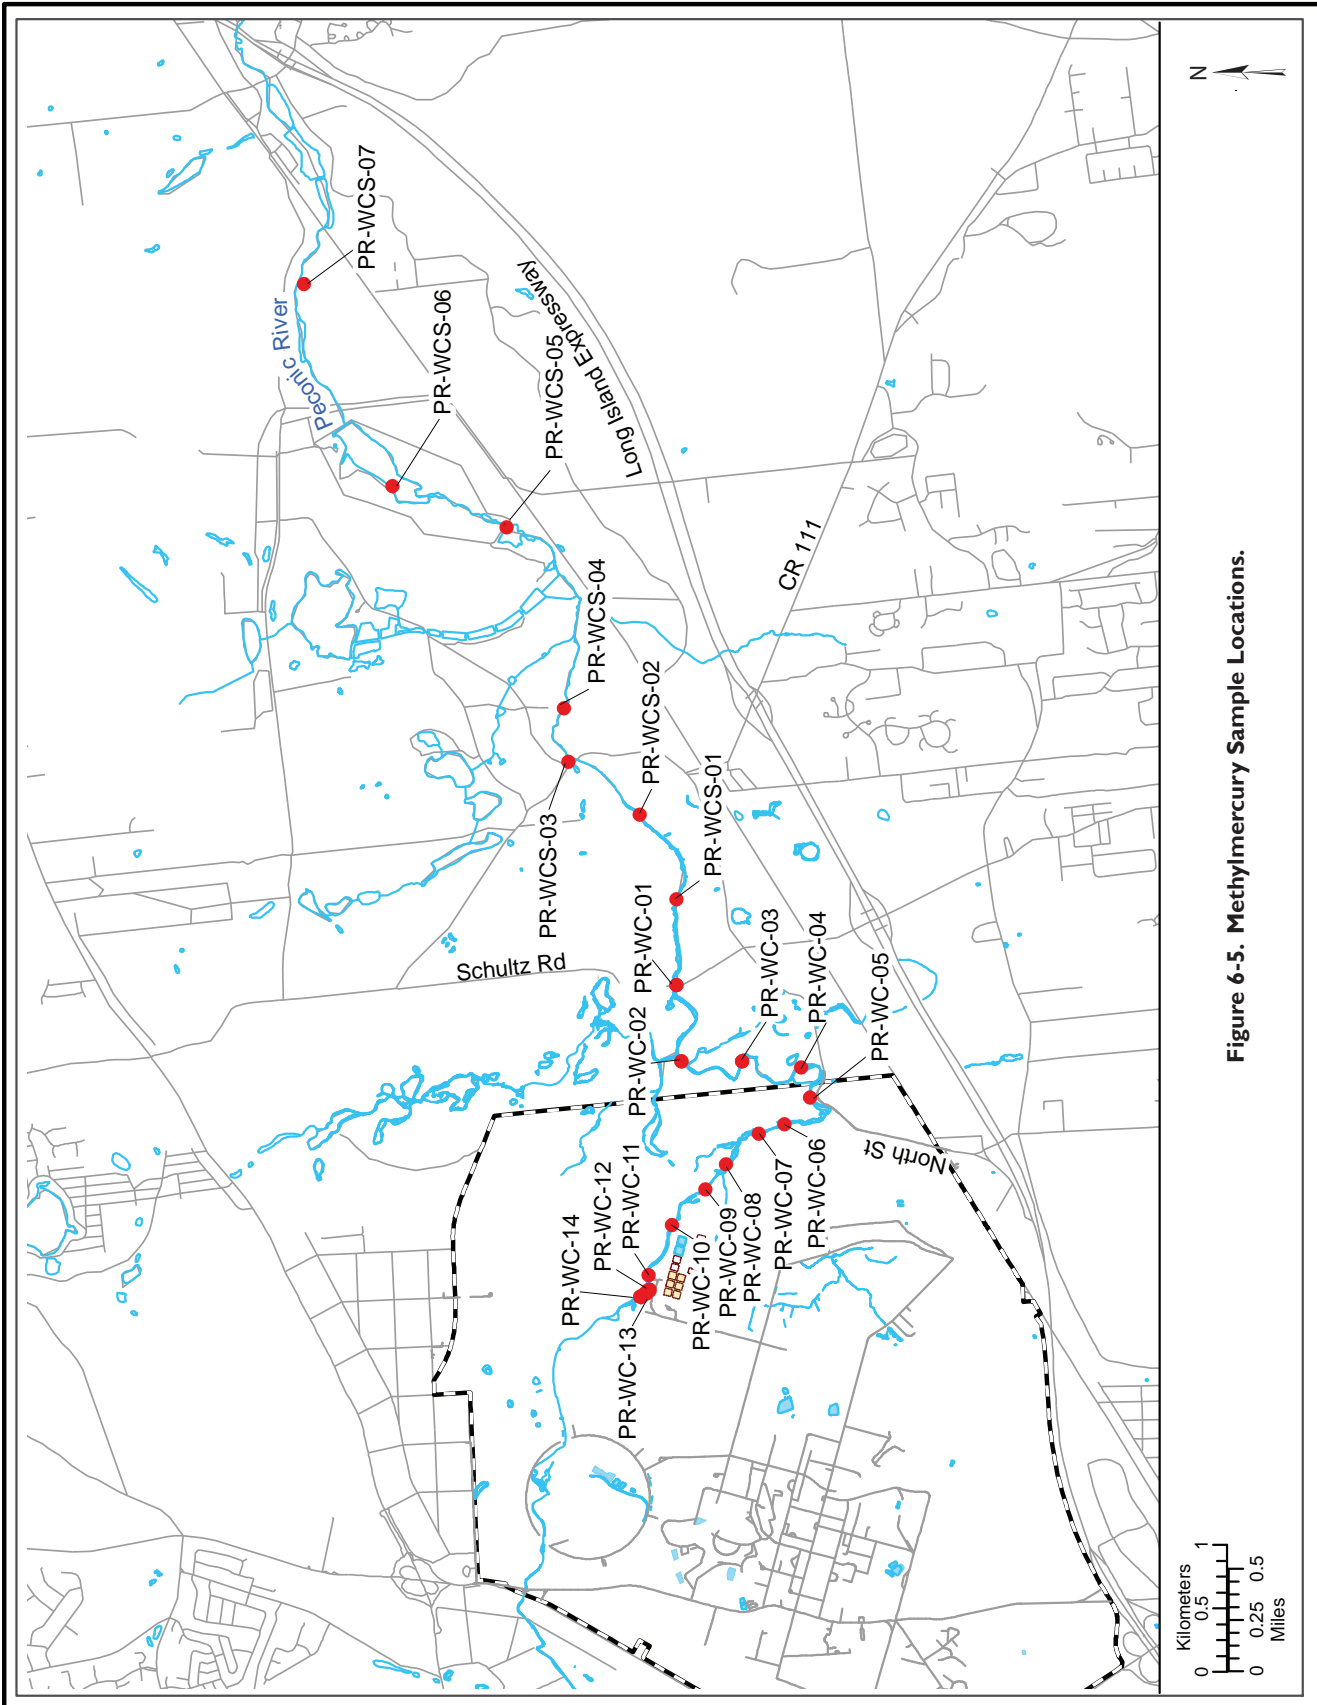 Peconic River
PR-WCS-07
PR-WCS-06
PR-WCS-05
Long Island Expressway
PR-WCS-04
CR 111
PR-WCS-03
PR-WCS-02
PR-WCS-01
Schultz Rd
PR-WC-01
PR-WC-02
PR-WC-03
PR-WC-04
PR-WC-05
North St
PR-WC-14
PR-WC-12
PR-WC-11
PR-WC-13
PR-WC-10
PR-WC-09
PR-WC-08
PR-WC-07
PR-WC-06
N
Kilometers
0 0.5 1
0 0.25 0.5
Miles
Figure 6-5. Methylmercury Sample Locations.